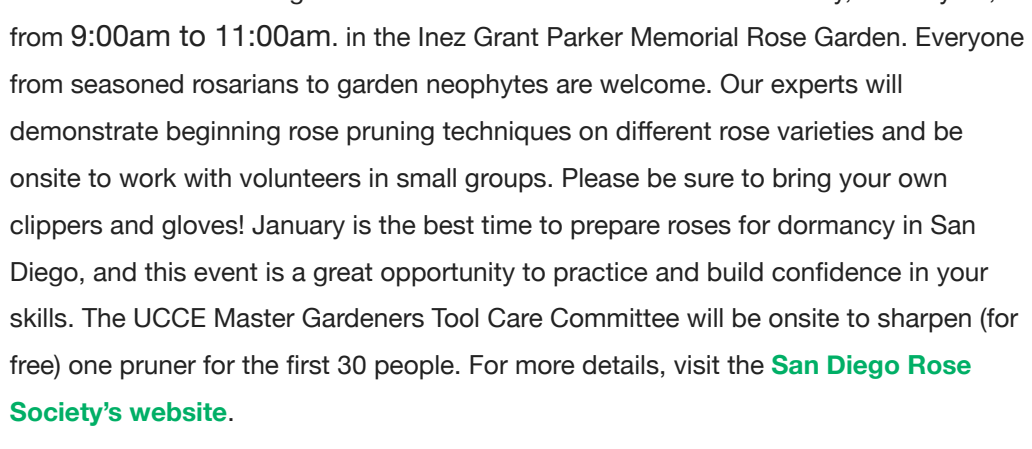 from 9:00am to 11:00am. in the Inez Grant Parker Memorial Rose Garden. Everyone
from seasoned rosarians to garden neophytes are welcome. Our experts will
demonstrate beginning rose pruning techniques on different rose varieties and be
onsite to work with volunteers in small groups. Please be sure to bring your own
clippers and gloves! January is the best time to prepare roses for dormancy in San
Diego, and this event is a great opportunity to practice and build confidence in your
skills. The UCCE Master Gardeners Tool Care Committee will be onsite to sharpen (for
free) one pruner for the first 30 people. For more details, visit the San Diego Rose
Society’s website.